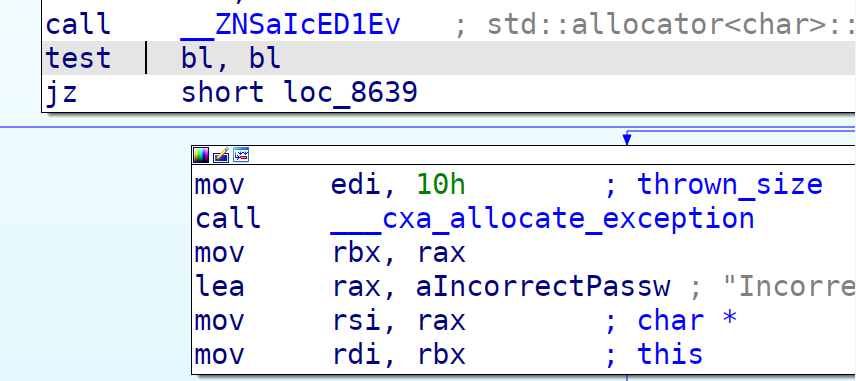 call    __ZNSaIcED1Ev   ; std::allocator<char>::
test    bl, bl
jz      short loc_8639
mov     edi, 10h        ; thrown_size
call    ___cxa_allocate_exception
mov     rbx, rax
lea     rax, aIncorrectPassw ; "Incorre
mov     rsi, rax        ; char *
mov     rdi, rbx        ; this